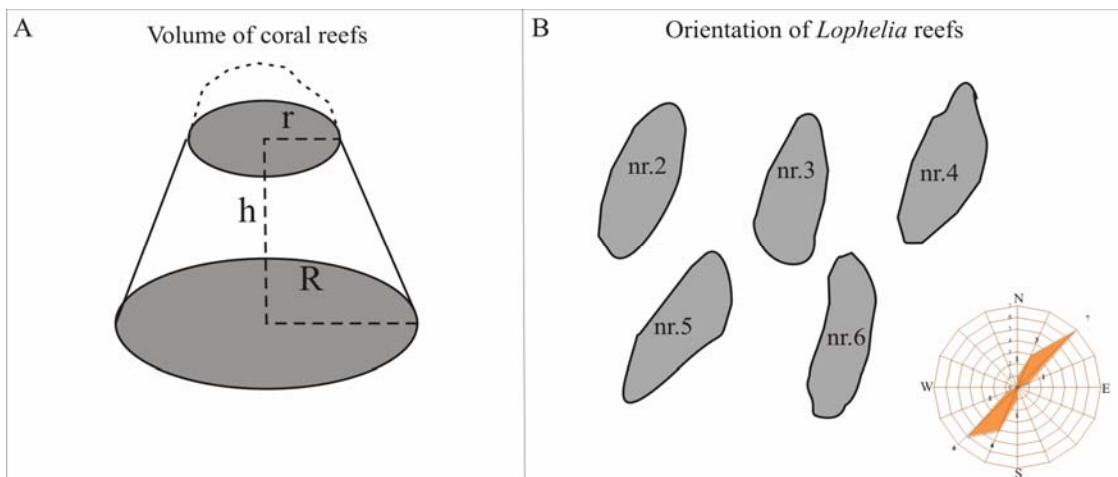 A
Volume of coral reefs
r
h
R
B
Orientation of Lophelia reefs
nr.2
nr.3
nr.4
nr.5
nr.6
N
W
E
S